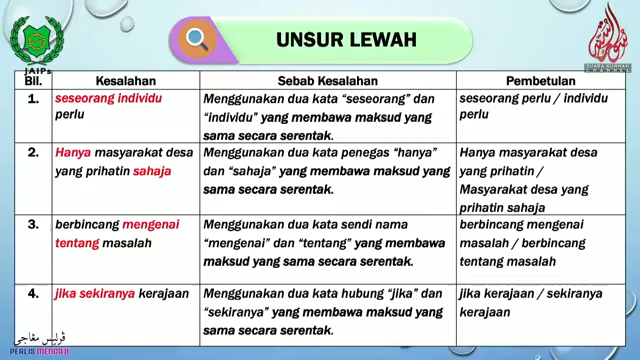 UNSUR LEWAH
JAIPs
Bil.
Kesalahan
Sebab Kesalahan
Pembetulan
1.
seseorang individu
perlu
Menggunakan dua kata “seseorang” dan
“individu” yang membawa maksud yang
sama secara serentak.
seseorang perlu / individu
perlu
2.
Hanya masyarakat desa
yang prihatin sahaja
Menggunakan dua kata penegas “hanya”
dan “sahaja” yang membawa maksud yang
sama secara serentak.
Hanya masyarakat desa
yang prihatin /
Masyarakat desa yang
prihatin sahaja
3.
berbincang mengenai
tentang masalah
Menggunakan dua kata sendi nama
“mengenai” dan “tentang” yang membawa
maksud yang sama secara serentak.
berbincang mengenai
masalah / berbincang
tentang masalah
4.
jika sekiranya kerajaan
Menggunakan dua kata hubung “jika” dan
“sekiranya” yang membawa maksud yang
sama secara serentak.
jika kerajaan / sekiranya
kerajaan
ڤرليس مڠاجي
PERLIS MENGAJI